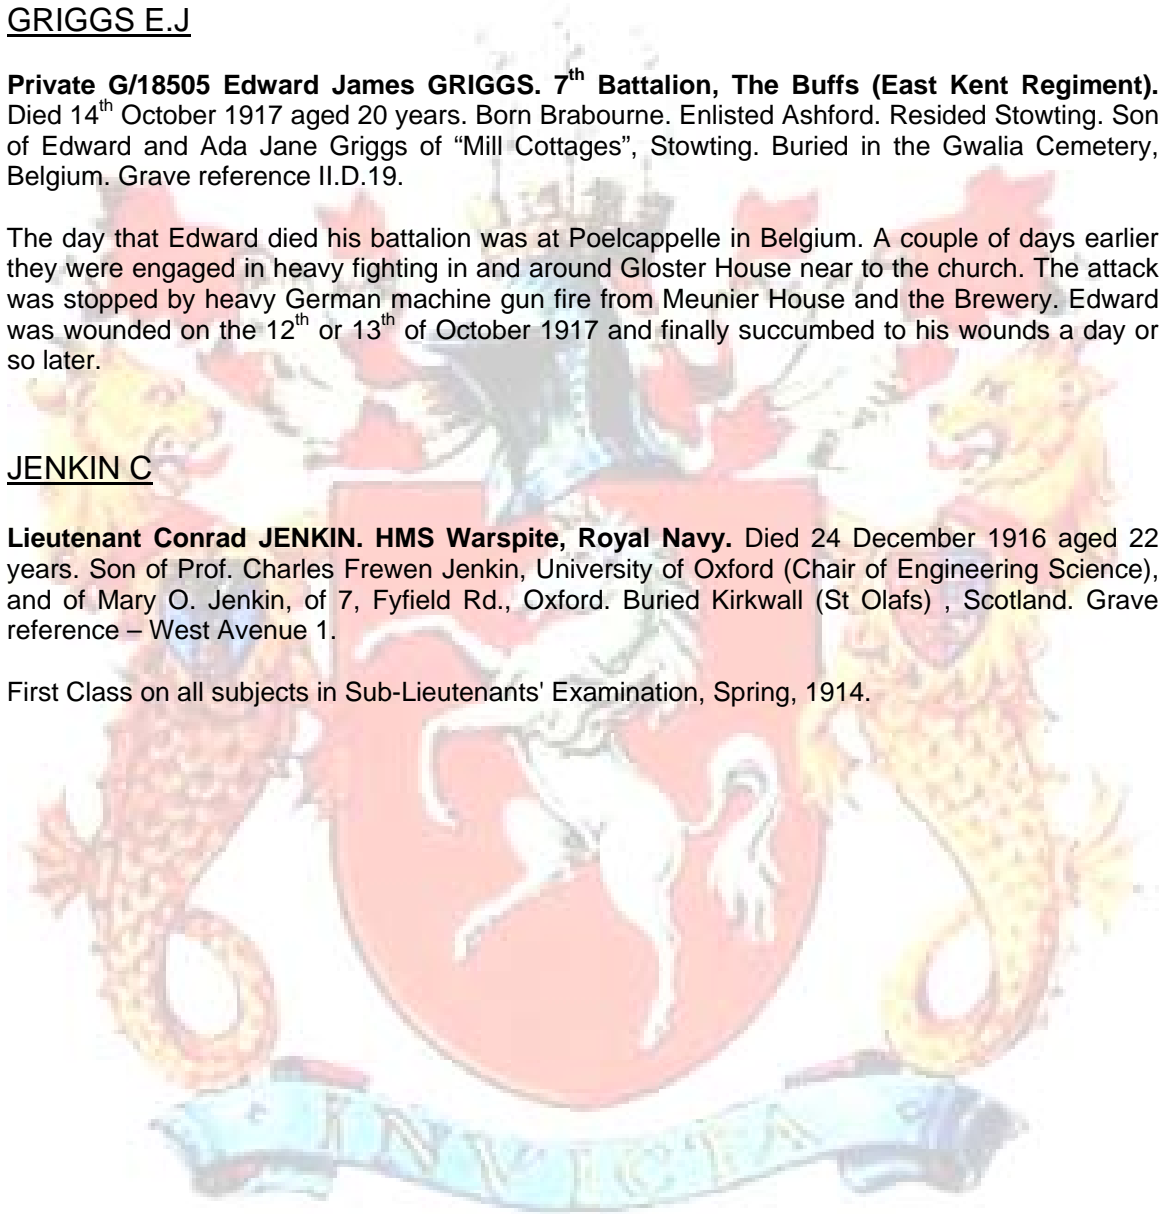 GRIGGS E.J
Private G/18505 Edward James GRIGGS. 7th Battalion, The Buffs (East Kent Regiment).
Died 14th October 1917 aged 20 years. Born Brabourne. Enlisted Ashford. Resided Stowting. Son
of Edward and Ada Jane Griggs of “Mill Cottages”, Stowting. Buried in the Gwalia Cemetery,
Belgium. Grave reference II.D.19.
The day that Edward died his battalion was at Poelcappelle in Belgium. A couple of days earlier
they were engaged in heavy fighting in and around Gloster House near to the church. The attack
was stopped by heavy German machine gun fire from Meunier House and the Brewery. Edward
was wounded on the 12th or 13th of October 1917 and finally succumbed to his wounds a day or
so later.
JENKIN C
Lieutenant Conrad JENKIN. HMS Warspite, Royal Navy. Died 24 December 1916 aged 22
years. Son of Prof. Charles Frewen Jenkin, University of Oxford (Chair of Engineering Science),
and of Mary O. Jenkin, of 7, Fyfield Rd., Oxford. Buried Kirkwall (St Olafs) , Scotland. Grave
reference – West Avenue 1.
First Class on all subjects in Sub-Lieutenants' Examination, Spring, 1914.
INVICTA